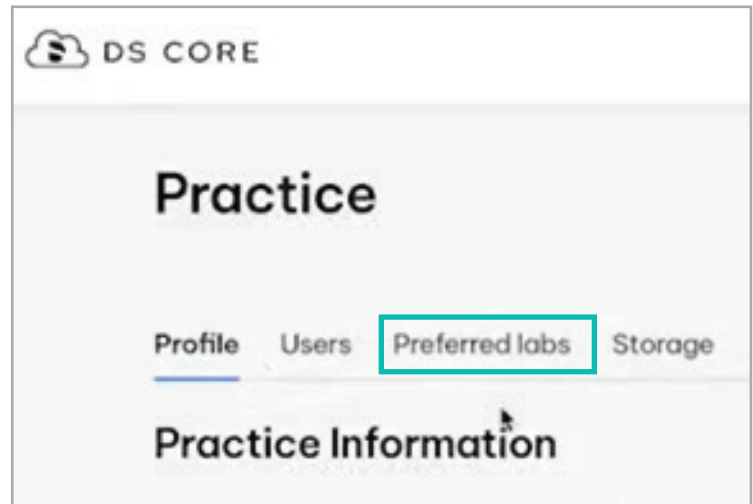 DS CORE
Practice
Profile Users Preferred labs Storage
Practice Information